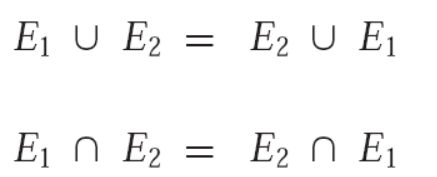 E₁ ∪ E₂ = E₂ ∪ E₁
E₁ ∩ E₂ = E₂ ∩ E₁